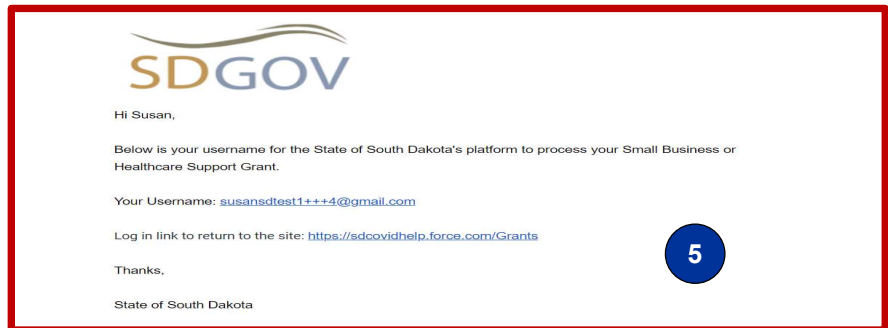 SDGOV
Hi Susan,
Below is your username for the State of South Dakota's platform to process your Small Business or
Healthcare Support Grant.
Your Username: susansdtest1+++4@gmail.com
Log in link to return to the site: https://sdcovidhelp.force.com/Grants
5
Thanks,
State of South Dakota